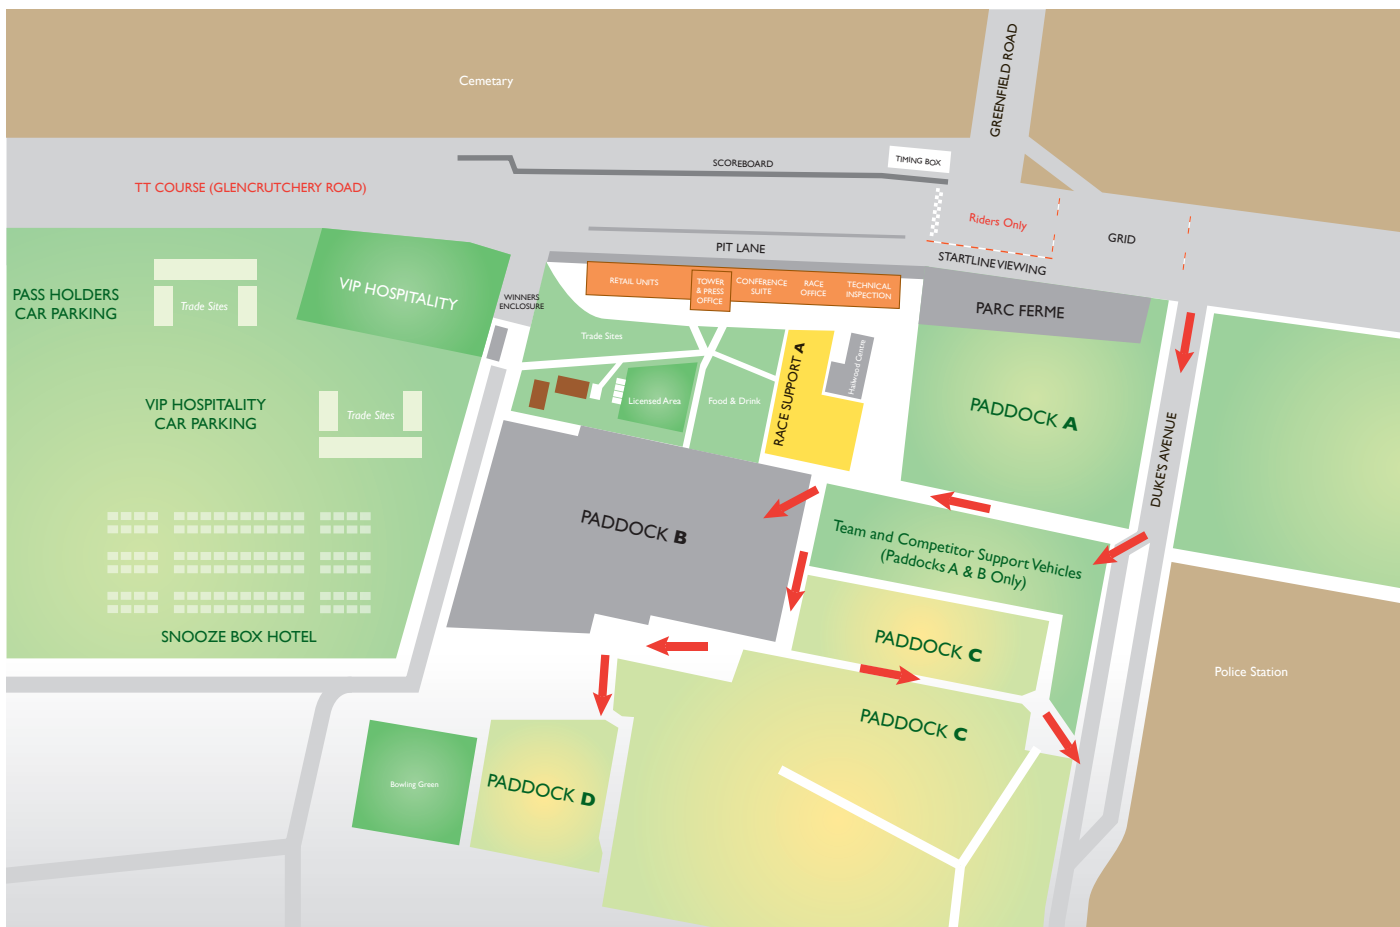 GREENFIELD ROAD
Cemetary
SCOREBOARD
TIMING BOX
TT COURSE (GLENCRUTCHERY ROAD)
Riders Only
GRID
PIT LANE
STARTLINE VIEWING
PASS HOLDERS
CAR PARKING
Trade Sites
VIP HOSPITALITY
WINNERS
ENCLOSURE
RETAIL UNITS
TOWER
& PRESS
OFFICE
CONFERENCE
SUITE
RACE
OFFICE
TECHNICAL
INSPECTION
PARC FERME
Trade Sites
RACE SUPPORT A
Hailwood Centre
Licensed Area
Food & Drink
VIP HOSPITALITY
CAR PARKING
Trade Sites
PADDOCK A
DUKE'S AVENUE
PADDOCK B
Team and Competitor Support Vehicles
(Paddocks A & B Only)
SNOOZE BOX HOTEL
PADDOCK C
Police Station
PADDOCK C
Bowling Green
PADDOCK D